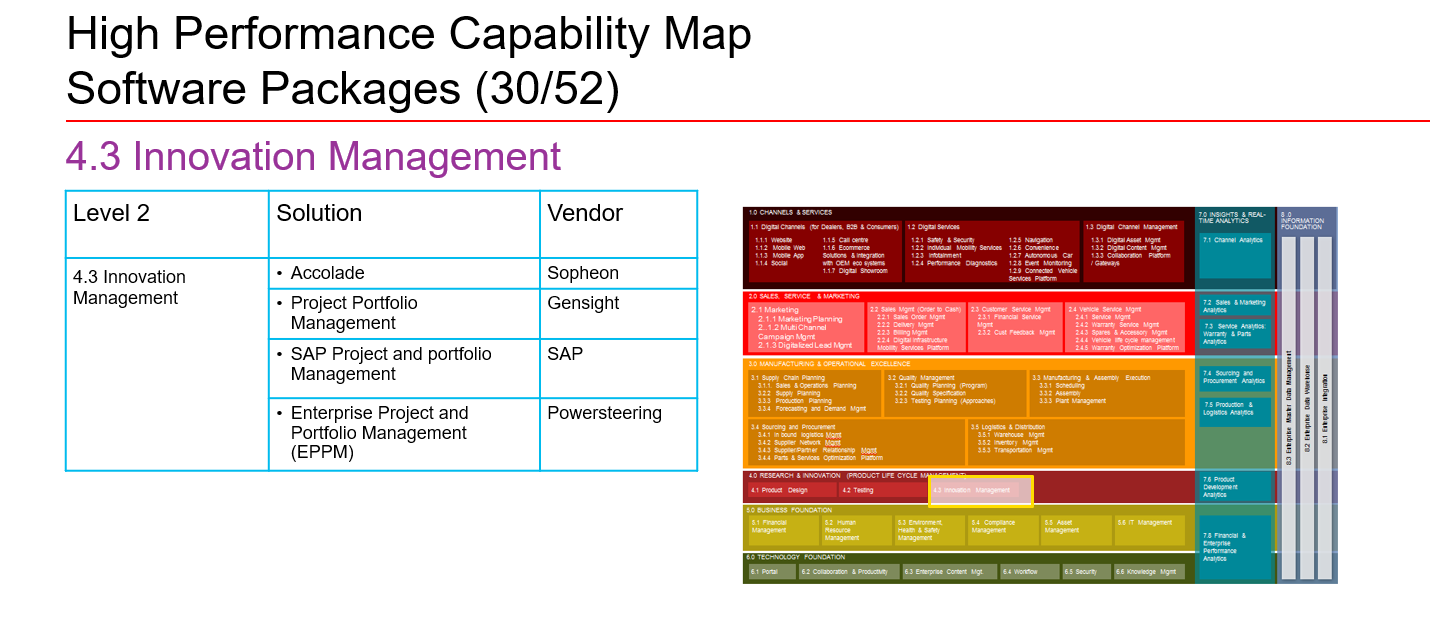 High Performance Capability Map
Software Packages (30/52)
4.3 Innovation Management
Level 2
Solution
Vendor
4.3 Innovation
Management
• Accolade
Sopheon
• Project Portfolio
Management
Gensight
• SAP Project and portfolio
Management
SAP
• Enterprise Project and
Portfolio Management
(EPPM)
Powersteering
1.0 CHANNELS & SERVICES
1.1 Digital Channels (for Dealers, B2B & Consumers)
1.1.1 Website
1.1.2 Mobile Web
1.1.3 Mobile App
1.1.4 Social
1.1.5 Call centre
1.1.6 Ecommerce
Solutions & integration
with OEM eco systems
1.1.7 Digital Showroom
1.2 Digital Services
1.2.1 Safety & Security
1.2.2 Individual Mobility Services
1.2.3 Infotainment
1.2.4 Performance Diagnostics
1.2.5 Navigation
1.2.6 Convenience
1.2.7 Autonomous Car
1.2.8 Event Monitoring
1.2.9 Connected Vehicle
Services Platform
1.3 Digital Channel Management
1.3.1 Digital Asset Mgmt
1.3.2 Digital Content Mgmt
1.3.3 Collaboration Platform
/ Gateways
2.0 SALES, SERVICE & MARKETING
2.1 Marketing
2.1.1 Marketing Planning
2..1.2 Multi Channel
Campaign Mgmt
2.1.3 Digitalized Lead Mgmt
2.2 Sales Mgmt (Order to Cash)
2.2.1 Sales Order Mgmt
2.2.2 Delivery Mgmt
2.2.3 Billing Mgmt
2.2.4 Digital Infrastructure
Mobility Services Platform
2.3 Customer Service Mgmt
2.3.1 Financial Service
Mgmt
2.3.2 Cust Feedback Mgmt
2.4 Vehicle Service Mgmt
2.4.1 Service Mgmt
2.4.2 Warranty Service Mgmt
2.4.3 Spares & Accessory Mgmt
2.4.4 Vehicle life cycle management
2.4.5 Warranty Optimization Platform
3.0 MANUFACTURING & OPERATIONAL EXCELLENCE
3.1 Supply Chain Planning
3.1.1 Sales & Operations Planning
3.2.2 Supply Planning
3.3.3 Production Planning
3.3.4 Forecasting and Demand Mgmt
3.2 Quality Management
3.2.1 Quality Planning (Program)
3.2.2 Quality Specification
3.2.3 Testing Planning (Approaches)
3.3 Manufacturing & Assembly Execution
3.3.1 Scheduling
3.3.2 Assembly
3.3.3 Plant Management
3.4 Sourcing and Procurement
3.4.1 In bound logistics Mgmt
3.4.2 Supplier Network Mgmt
3.4.3 Supplier/Partner Relationship Mgmt
3.4.4 Parts & Services Optimization Platform
3.5 Logistics & Distribution
3.5.1 Warehouse Mgmt
3.5.2 Inventory Mgmt
3.5.3 Transportation Mgmt
4.0 RESEARCH & INNOVATION (PRODUCT LIFE CYCLE MANAGEMENT)
4.1 Product Design
4.2 Testing
4.3 Innovation Management
5.0 BUSINESS FOUNDATION
5.1 Financial
Management
5.2 Human
Resource
Management
5.3 Environment,
Health & Safety
Management
5.4 Compliance
Management
5.5 Asset
Management
5.6 IT Management
6.0 TECHNOLOGY FOUNDATION
6.1 Portal
6.2 Collaboration & Productivity
6.3 Enterprise Content Mgt.
6.4 Workflow
6.5 Security
6.6 Knowledge Mgmt
7.0 INSIGHTS & REAL-
TIME ANALYTICS
7.1 Channel Analytics
7.2 Sales & Marketing
Analytics
7.3 Service Analytics:
Warranty & Parts
Analytics
7.4 Sourcing and
Procurement Analytics
7.5 Production &
Logistics Analytics
7.6 Product
Development
Analytics
7.8 Financial &
Enterprise
Performance
Analytics
8 .0
INFORMATION
FOUNDATION
8.3 Enterprise Master Data Management
8.2 Enterprise Data Warehouse
8.1 Enterprise Integration